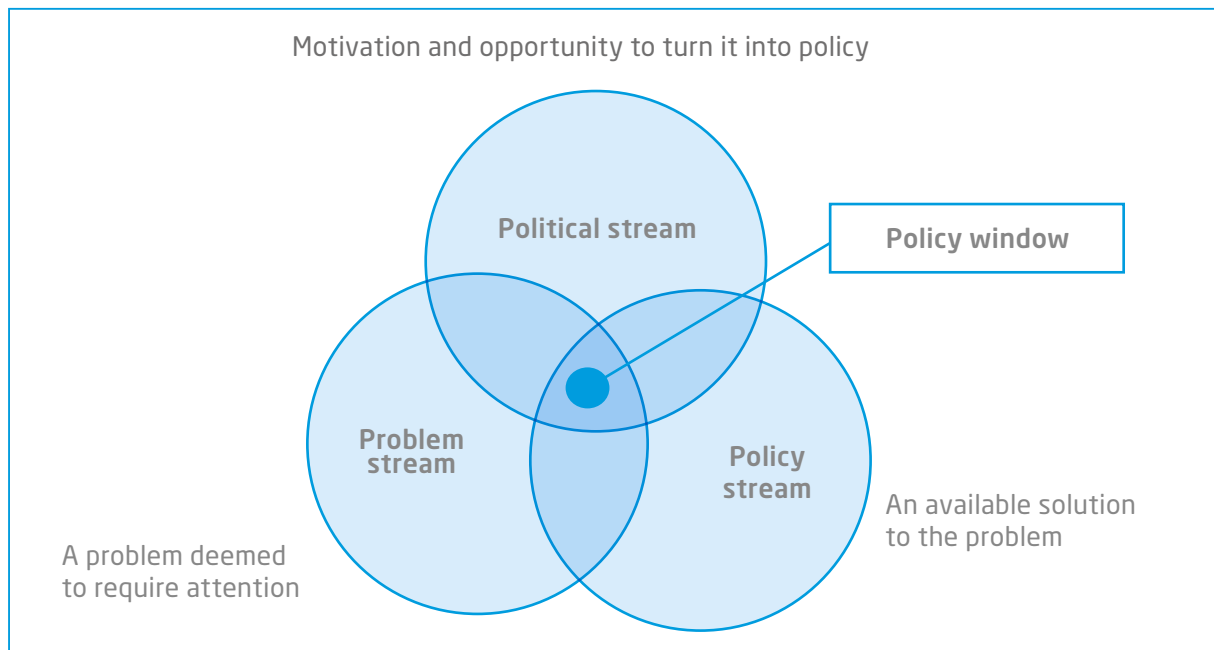 Motivation and opportunity to turn it into policy
Political stream
Policy window
Problem
stream
Policy
stream
An available solution
to the problem
A problem deemed
to require attention